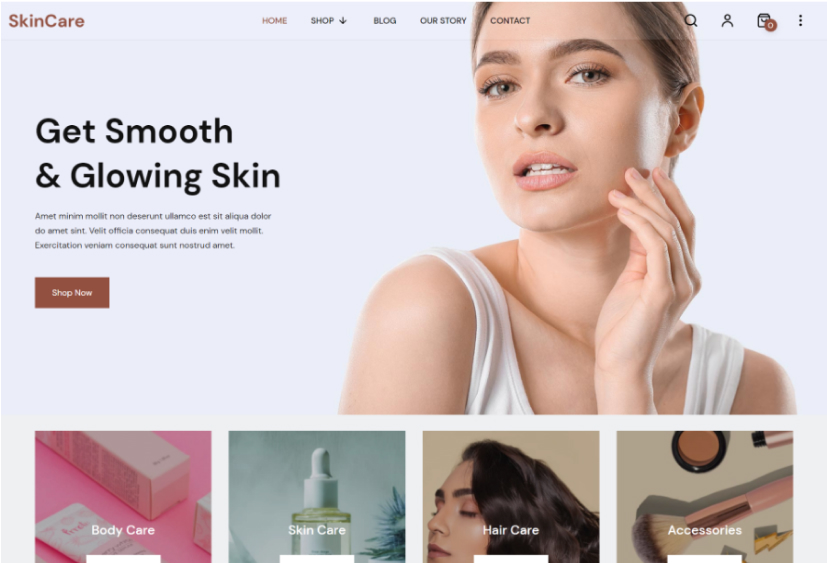 SkinCare
HOME
SHOP
BLOG
OUR STORY
CONTACT
0
Get Smooth
& Glowing Skin
Amet minim mollit non deserunt ullamco est sit aliqua dolor
do amet sint. Velit officia consequat duis enim velit mollit.
Exercitation veniam consequat sunt nostrud amet.
Shop Now
Body Care
Skin Care
Hair Care
Accessories